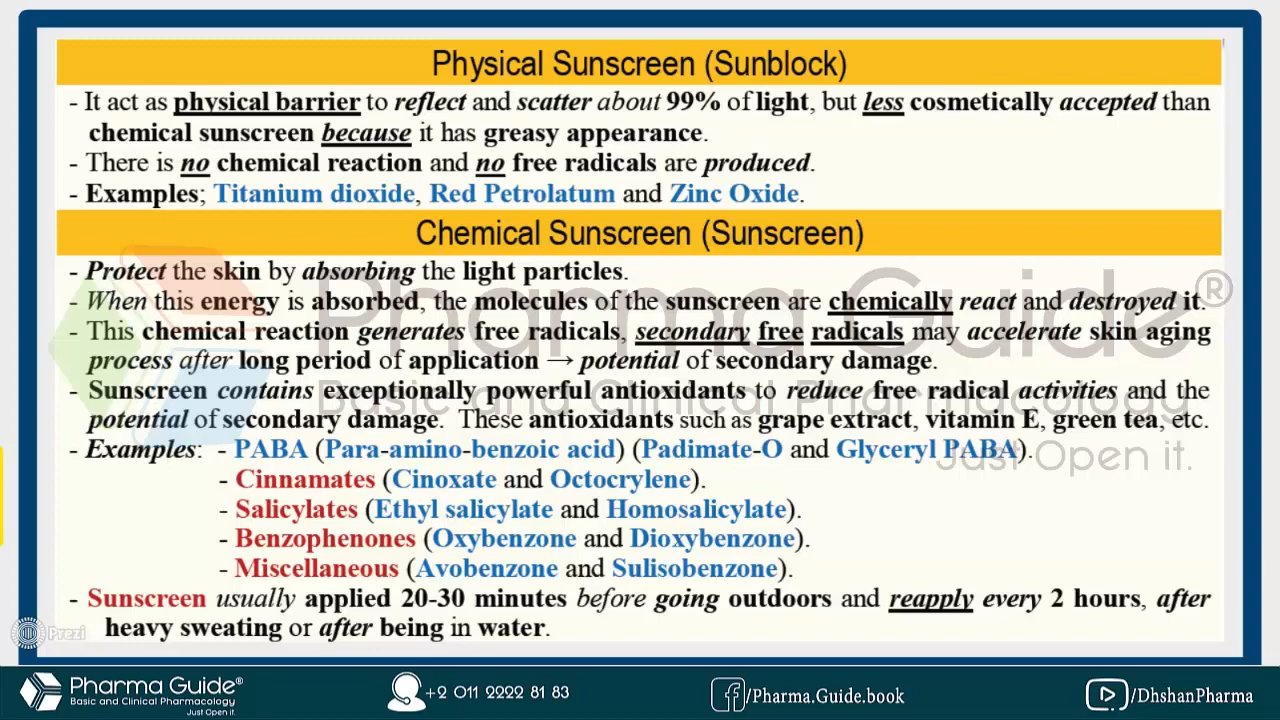 Physical Sunscreen (Sunblock)
- It act as physical barrier to reflect and scatter about 99% of light, but less cosmetically accepted than
chemical sunscreen because it has greasy appearance.
- There is no chemical reaction and no free radicals are produced.
- Examples; Titanium dioxide, Red Petrolatum and Zinc Oxide.
Chemical Sunscreen (Sunscreen)
- Protect the skin by absorbing the light particles.
- When this energy is absorbed, the molecules of the sunscreen are chemically react and destroyed it.
- This chemical reaction generates free radicals, secondary free radicals may accelerate skin aging
process after long period of application → potential of secondary damage.
- Sunscreen contains exceptionally powerful antioxidants to reduce free radical activities and the
potential of secondary damage. These antioxidants such as grape extract, vitamin E, green tea, etc.
- Examples: - PABA (Para-amino-benzoic acid) (Padimate-O and Glyceryl PABA).
- Cinnamates (Cinoxate and Octocrylene).
- Salicylates (Ethyl salicylate and Homosalicylate).
- Benzophenones (Oxybenzone and Dioxybenzone).
- Miscellaneous (Avobenzone and Sulisobenzone).
- Sunscreen usually applied 20-30 minutes before going outdoors and reapply every 2 hours, after
heavy sweating or after being in water.
Pharma Guide®
Basic and Clinical Pharmacology
Just Open it.
Prezi
Pharma Guide®
Basic and Clinical Pharmacology
Just Open it.
+2 011 2222 81 83
/Pharma.Guide.book
/DhshanPharma